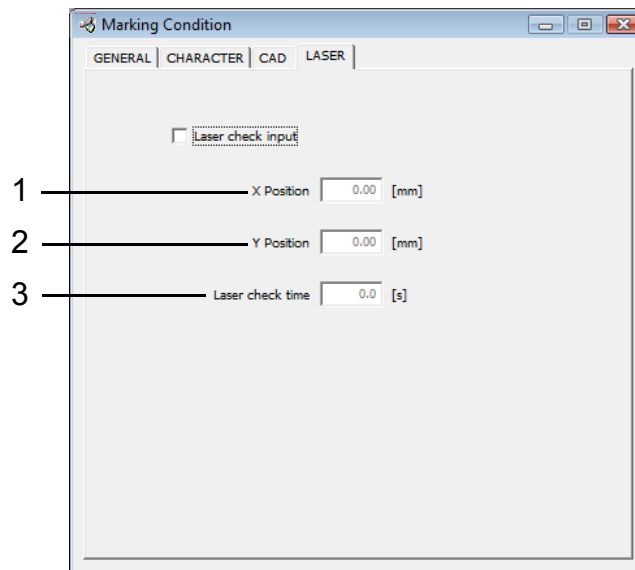 Marking Condition
GENERAL CHARACTER CAD LASER
Laser check input
1 X Position 0.00 [mm]
2 Y Position 0.00 [mm]
3 Laser check time 0.0 [s]